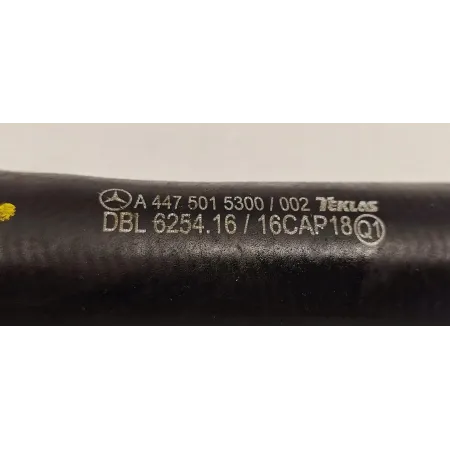 A 447 501 5300 / 002 TEKLAS
DBL 6254.16 / 16CAP18 Q1